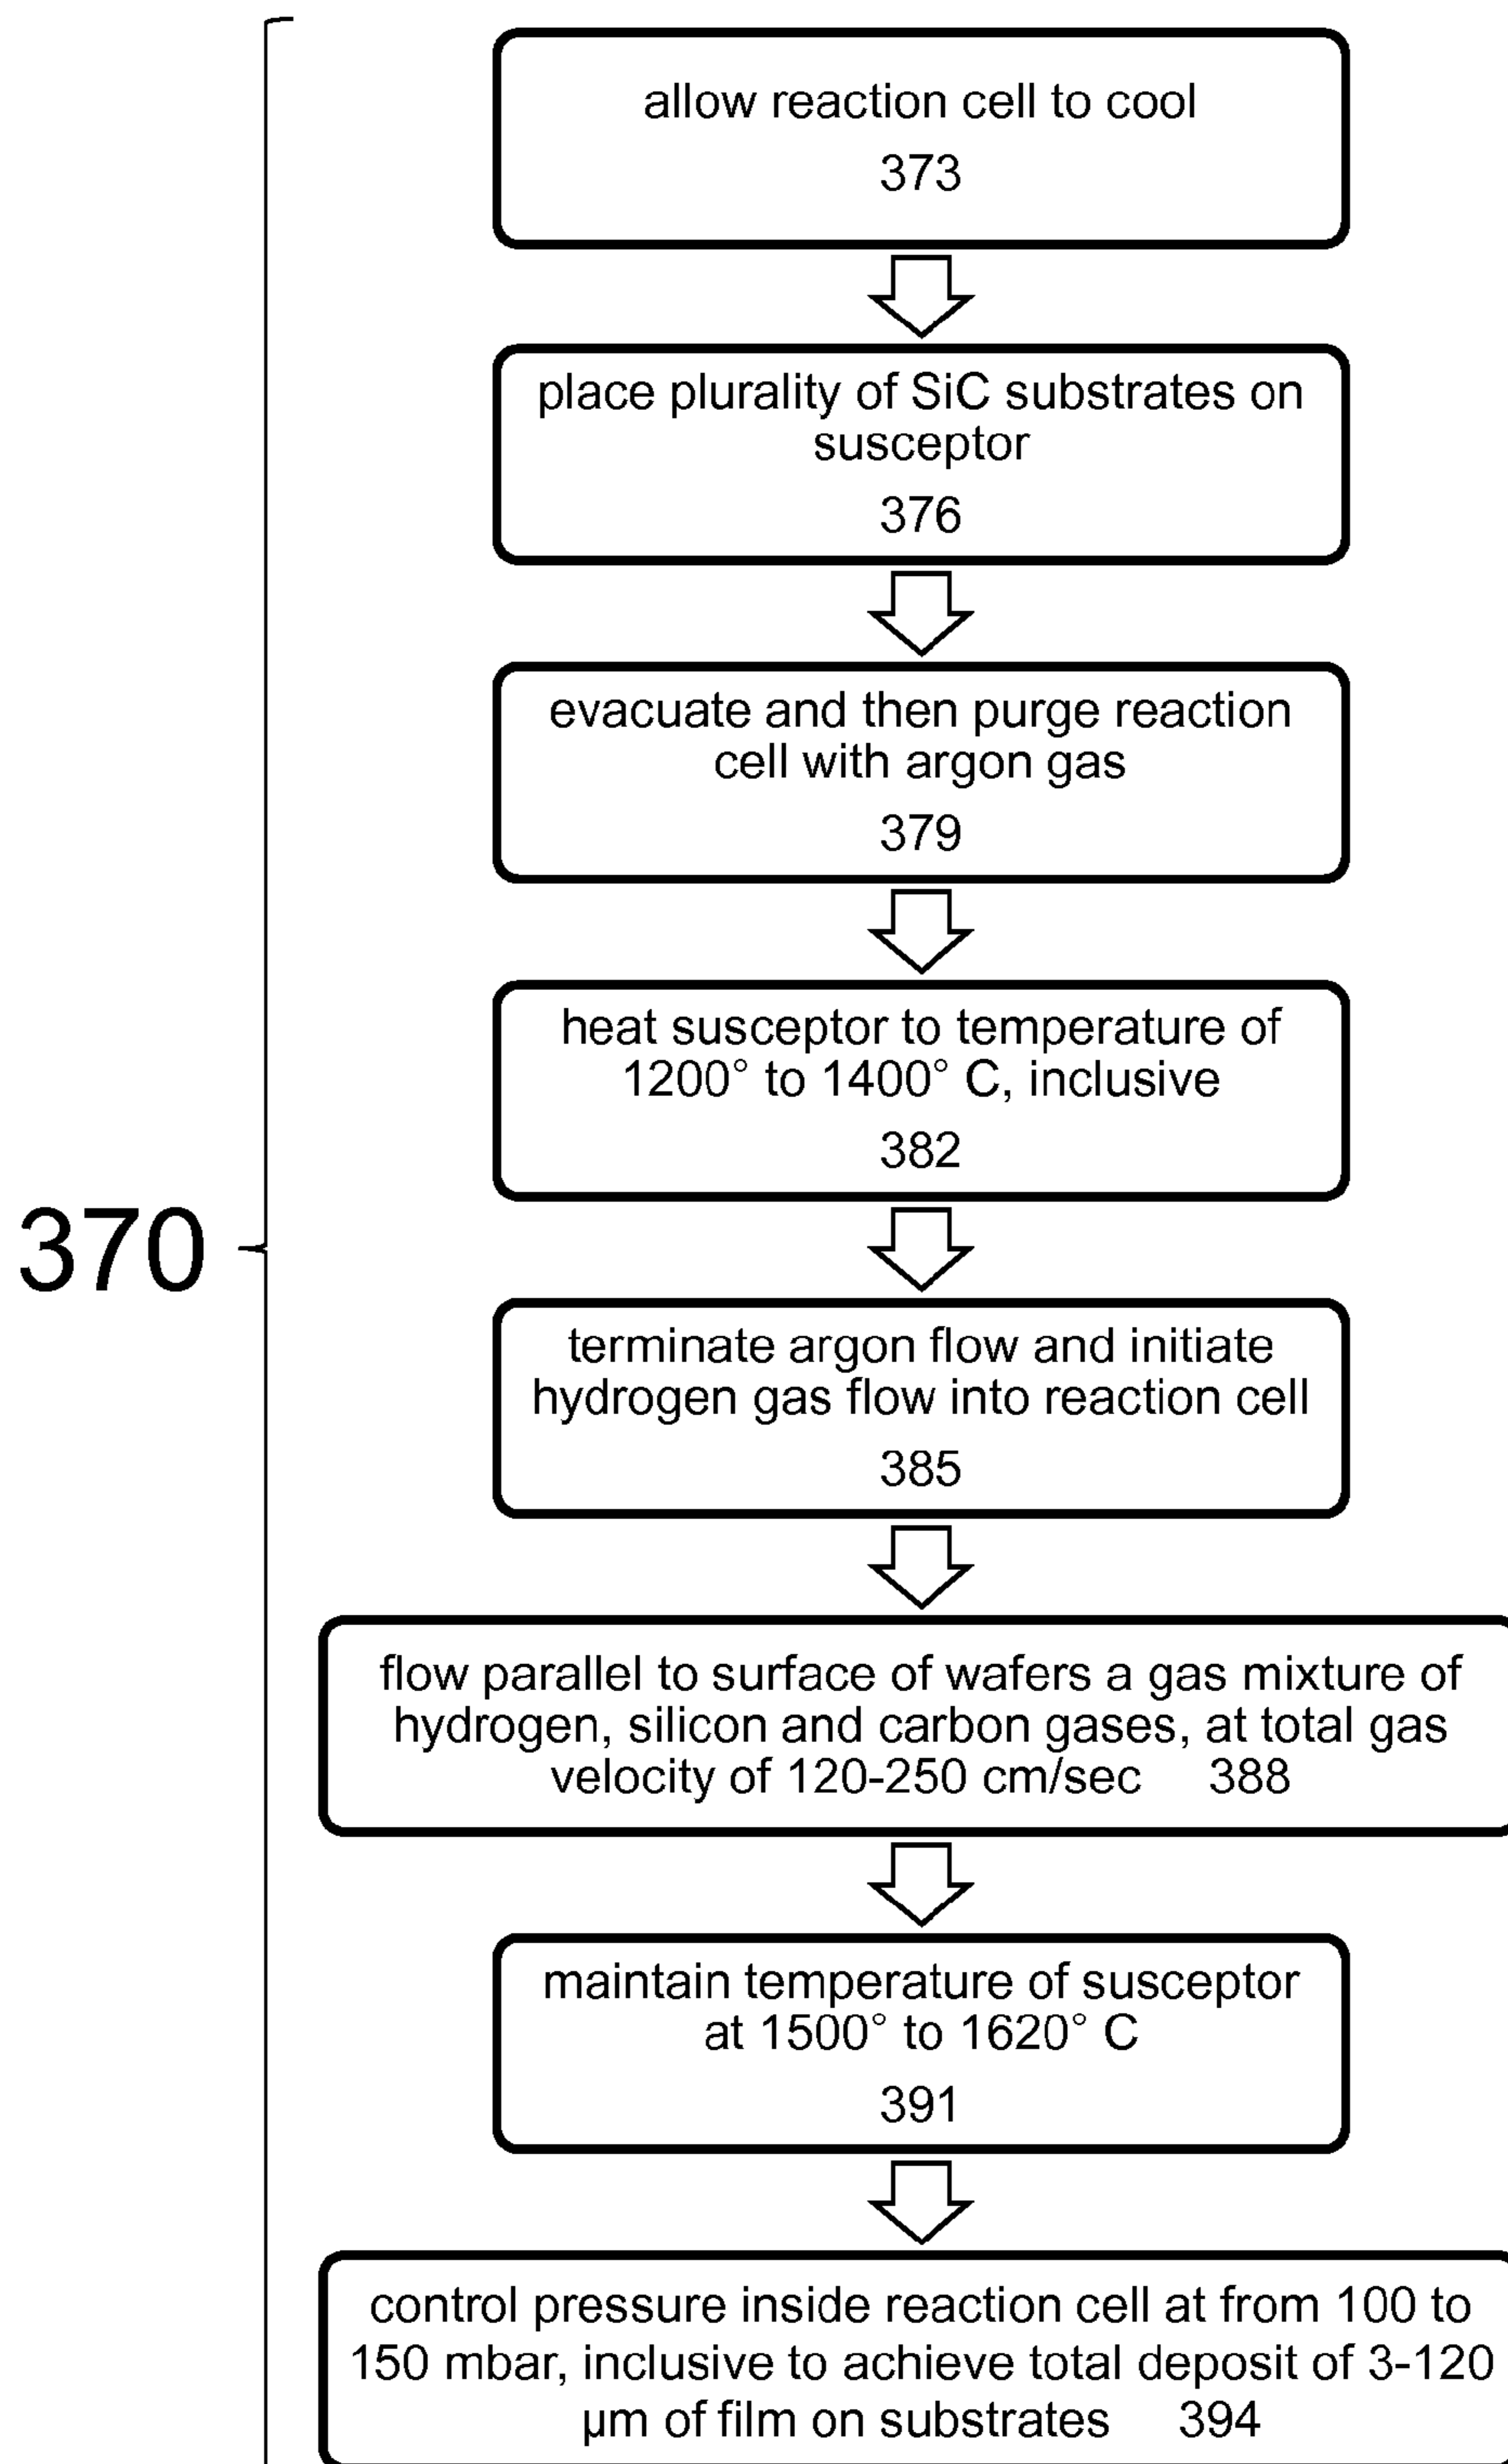 allow reaction cell to cool
373
place plurality of SiC substrates on
susceptor
376
evacuate and then purge reaction
cell with argon gas
379
heat susceptor to temperature of
1200° to 1400° C, inclusive
382
370
terminate argon flow and initiate
hydrogen gas flow into reaction cell
385
flow parallel to surface of wafers a gas mixture of
hydrogen, silicon and carbon gases, at total gas
velocity of 120-250 cm/sec 388
maintain temperature of susceptor
at 1500° to 1620° C
391
control pressure inside reaction cell at from 100 to
150 mbar, inclusive to achieve total deposit of 3-120
µm of film on substrates 394